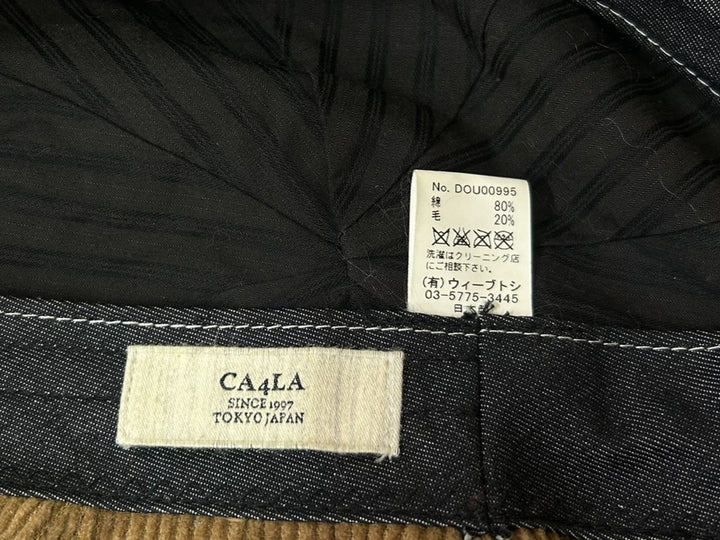 No. DOU00995
綿 80%
毛 20%
洗濯はクリーニング店
にご相談下さい。
(有)ウィーブトシ
03-5775-3445
日本
CA4LA
SINCE 1997
TOKYO JAPAN